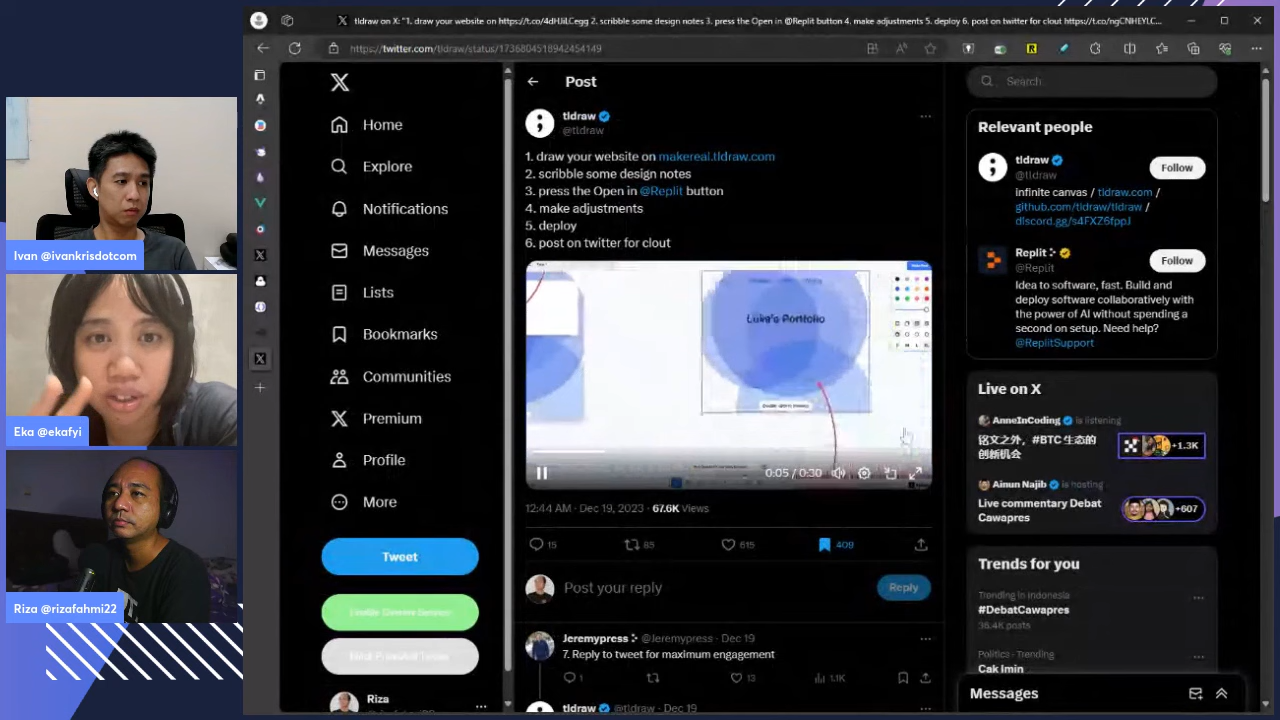 tldraw on X: "1. draw your website on https://t.co/4dHJiLCegg 2. scribble some design notes 3. press the Open in @Replit button 4. make adjustments 5. deploy 6. post on twitter for clout https://t.co/ngCNHEYLC...
https://twitter.com/tldraw/status/1736804518942454149
Ivan @ivankrisdotcom
Eka @ekafyi
Riza @rizafahmi22
Home
Explore
Notifications
Messages
Lists
Bookmarks
Communities
Premium
Profile
More
Tweet
Riza
Post
tldraw
@tldraw
1. draw your website on makereal.tldraw.com
2. scribble some design notes
3. press the Open in @Replit button
4. make adjustments
5. deploy
6. post on twitter for clout
Luke's Portfolio
0:05 / 0:30
12:44 AM · Dec 19, 2023 · 67.6K Views
15
85
615
409
Post your reply
Reply
Jeremypress @Jeremypress · Dec 19
7. Reply to tweet for maximum engagement
1
13
1.1K
tldraw @tldraw · Dec 19
Search
Relevant people
tldraw
@tldraw
Follow
infinite canvas / tldraw.com /
github.com/tldraw/tldraw /
discord.gg/s4FXZ6fppJ
Replit
@Replit
Follow
Idea to software, fast. Build and
deploy software collaboratively with
the power of AI without spending a
second on setup. Need help?
@ReplitSupport
Live on X
AnneInCoding is listening
铭文之外，#BTC 生态的
创新机会
+1.3K
Ainun Najib is hosting
Live commentary Debat
Cawapres
+607
Trends for you
Trending in Indonesia
#DebatCawapres
36.4K posts
Politics · Trending
Cak Imin
Messages